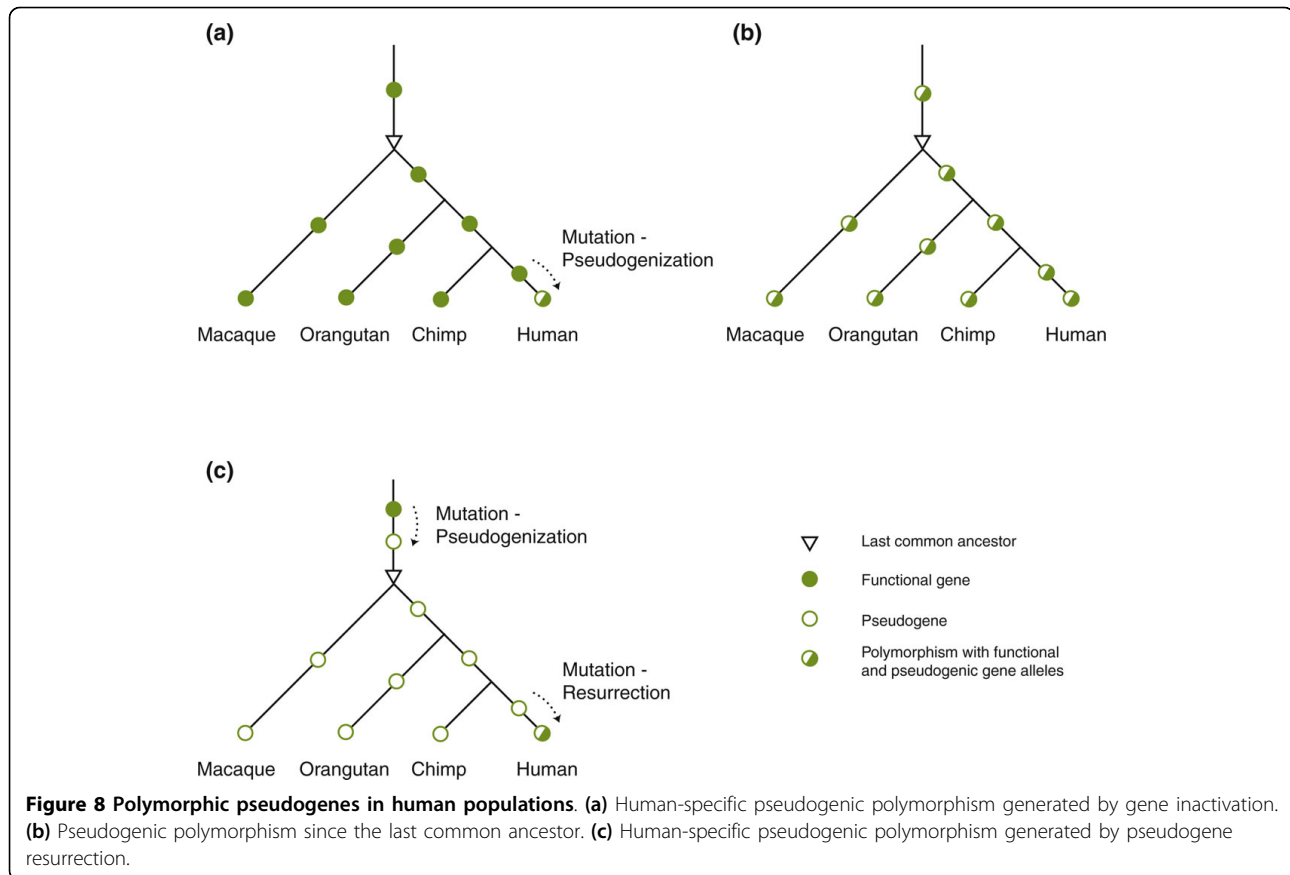 (a)
Mutation -
Pseudogenization
Macaque Orangutan Chimp Human
(b)
Macaque Orangutan Chimp Human
(c)
Mutation -
Pseudogenization
Mutation -
Resurrection
Macaque Orangutan Chimp Human
Last common ancestor
Functional gene
Pseudogene
Polymorphism with functional
and pseudogenic gene alleles
Figure 8 Polymorphic pseudogenes in human populations. (a) Human-specific pseudogenic polymorphism generated by gene inactivation.
(b) Pseudogenic polymorphism since the last common ancestor. (c) Human-specific pseudogenic polymorphism generated by pseudogene
resurrection.